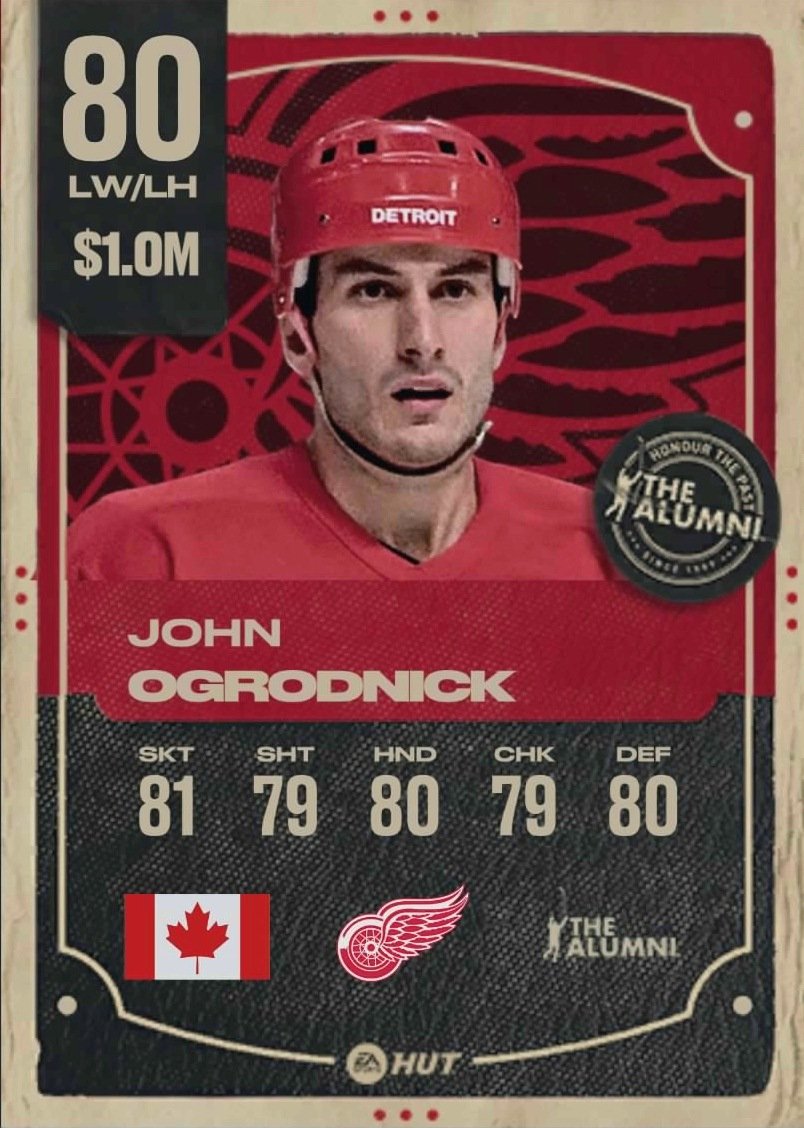 80
LW/LH
$1.0M
DETROIT
HONOUR THE PAST
THE
ALUMNI
JOHN
OGRODNICK
SKT SHT HND CHK DEF
81 79 80 79 80
THE
ALUMNI
EA HUT